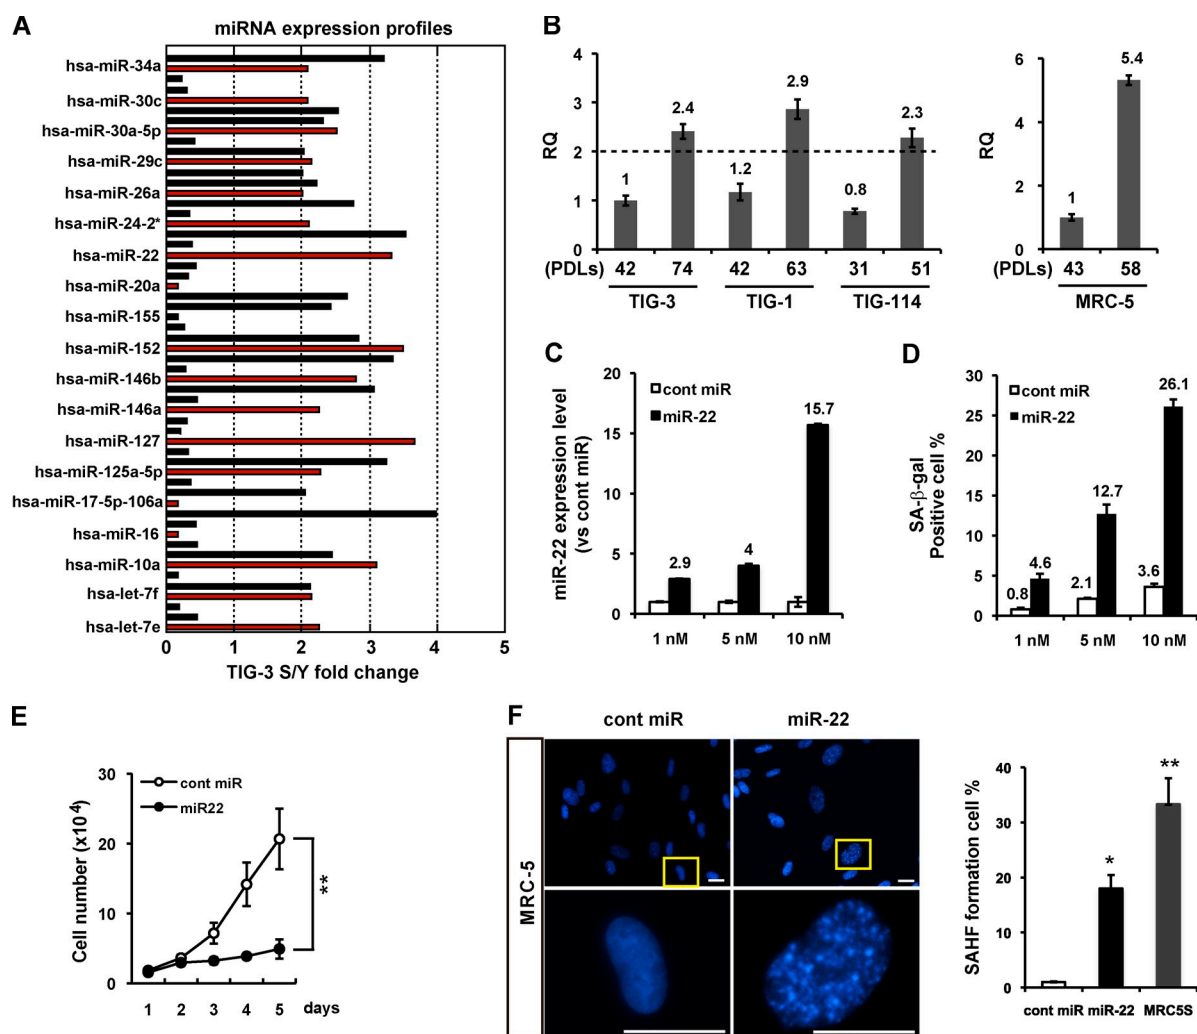 A
miRNA expression profiles
hsa-miR-34a
hsa-miR-30c
hsa-miR-30a-5p
hsa-miR-29c
hsa-miR-26a
hsa-miR-24-2*
hsa-miR-22
hsa-miR-20a
hsa-miR-155
hsa-miR-152
hsa-miR-146b
hsa-miR-146a
hsa-miR-127
hsa-miR-125a-5p
hsa-miR-17-5p-106a
hsa-miR-16
hsa-miR-10a
hsa-let-7f
hsa-let-7e
0 1 2 3 4 5
TIG-3 S/Y fold change
B
RQ
4
3
2
1
0
1 2.4 1.2 2.9 0.8 2.3
(PDLs) 42 74 42 63 31 51
TIG-3 TIG-1 TIG-114
RQ
6
4
2
0
1 5.4
(PDLs) 43 58
MRC-5
C
miR-22 expression level
(vs cont miR)
20
15
10
5
0
cont miR
miR-22
2.9 4 15.7
1 nM 5 nM 10 nM
D
SA-β-gal
Positive cell %
30
25
20
15
10
5
0
cont miR
miR-22
0.8 4.6 2.1 12.7 3.6 26.1
1 nM 5 nM 10 nM
E
Cell number (x10⁴)
30
20
10
0
cont miR
miR22
**
1 2 3 4 5 days
F
cont miR miR-22
MRC-5
SAHF formation cell %
40
30
20
10
0
*
**
cont miR miR-22 MRC5S